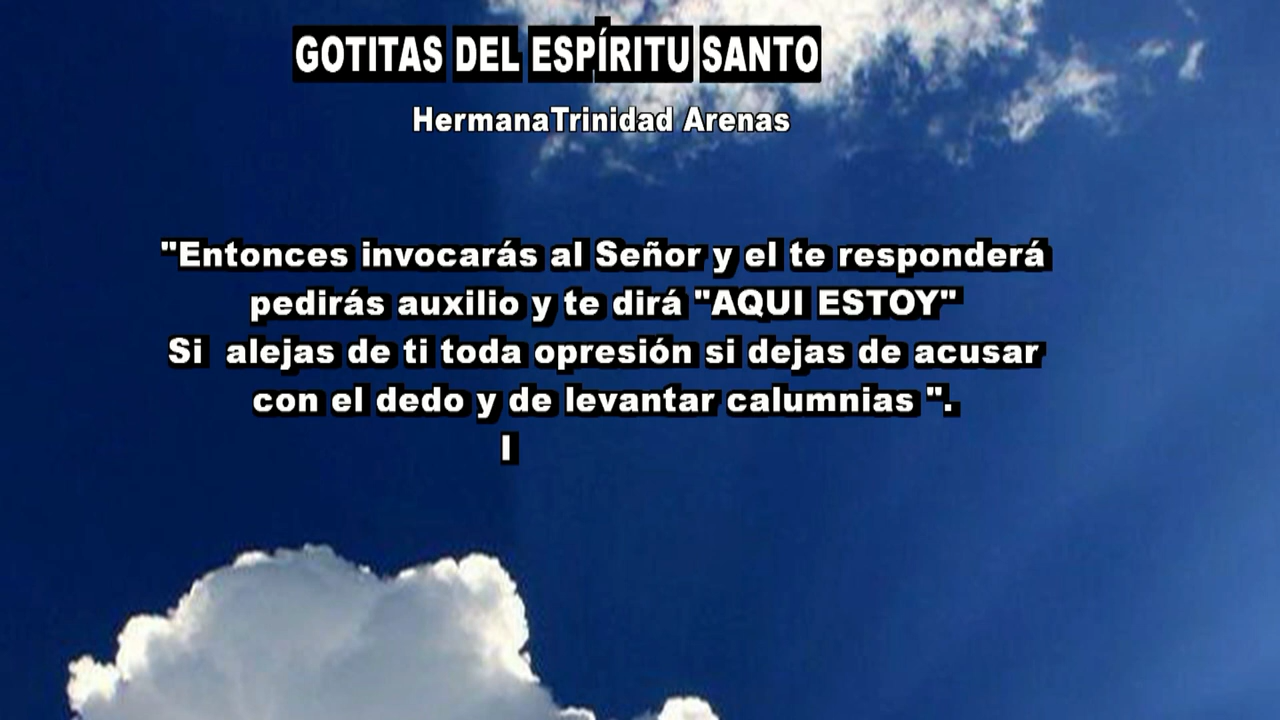 GOTITAS DEL ESPÍRITU SANTO
HermanaTrinidad Arenas
"Entonces invocarás al Señor y el te responderá
pedirás auxilio y te dirá "AQUI ESTOY"
Si  alejas de ti toda opresión si dejas de acusar
con el dedo y de levantar calumnias ".
I